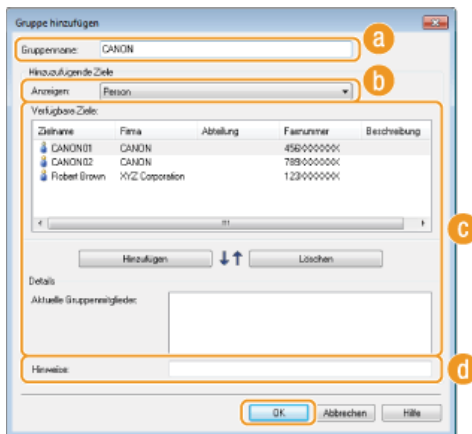 Gruppe hinzufügen
Gruppenname: CANON
a
Hinzuzufügende Ziele
Anzeigen: Person
b
Verfügbare Ziele:
Zielname Firma Abteilung Faxnummer Beschreibung
CANON01 CANON 456XXXXXXX
CANON02 CANON 789XXXXXXX
Robert Brown XYZ Corporation 123XXXXXXX
c
Hinzufügen Löschen
Details
Aktuelle Gruppenmitglieder:
Hinweise:
d
OK Abbrechen Hilfe